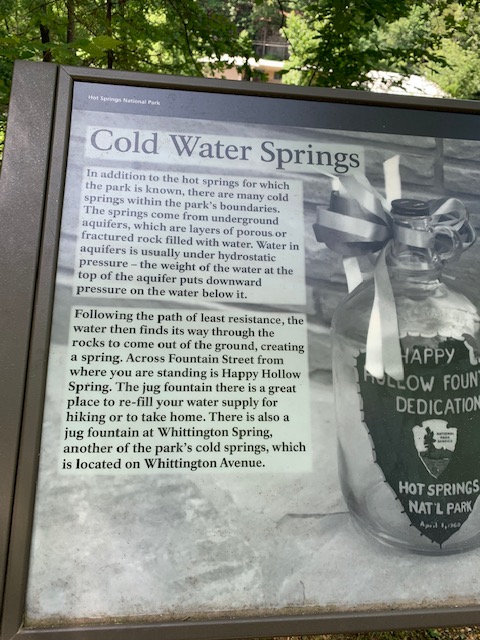 Hot Springs National Park
Cold Water Springs
In addition to the hot springs for which
the park is known, there are many cold
springs within the park's boundaries.
The springs come from underground
aquifers, which are layers of porous or
fractured rock filled with water. Water in
aquifers is usually under hydrostatic
pressure – the weight of the water at the
top of the aquifer puts downward
pressure on the water below it.
Following the path of least resistance, the
water then finds its way through the
rocks to come out of the ground, creating
a spring. Across Fountain Street from
where you are standing is Happy Hollow
Spring. The jug fountain there is a great
place to re-fill your water supply for
hiking or to take home. There is also a
jug fountain at Whittington Spring,
another of the park's cold springs, which
is located on Whittington Avenue.
HAPPY
HOLLOW FOUNT
DEDICATION
NATIONAL
PARK
SERVICE
HOT SPRINGS
NAT'L PARK
April 1, 1960